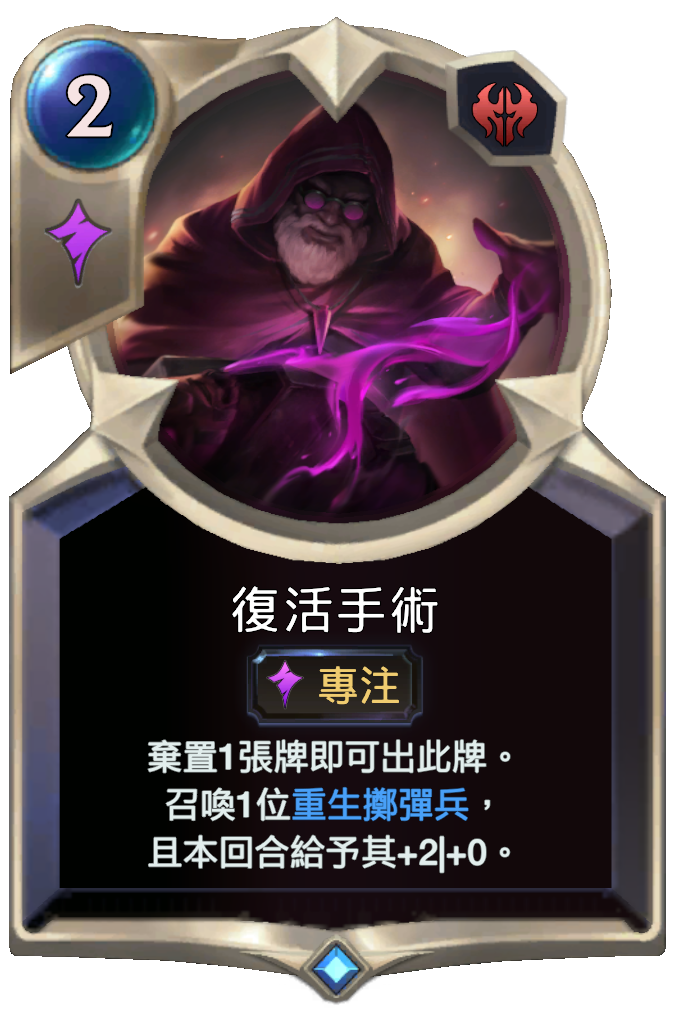 2
復活手術
專注
棄置1張牌即可出此牌。
召喚1位重生擲彈兵，
且本回合給予其+2|+0。